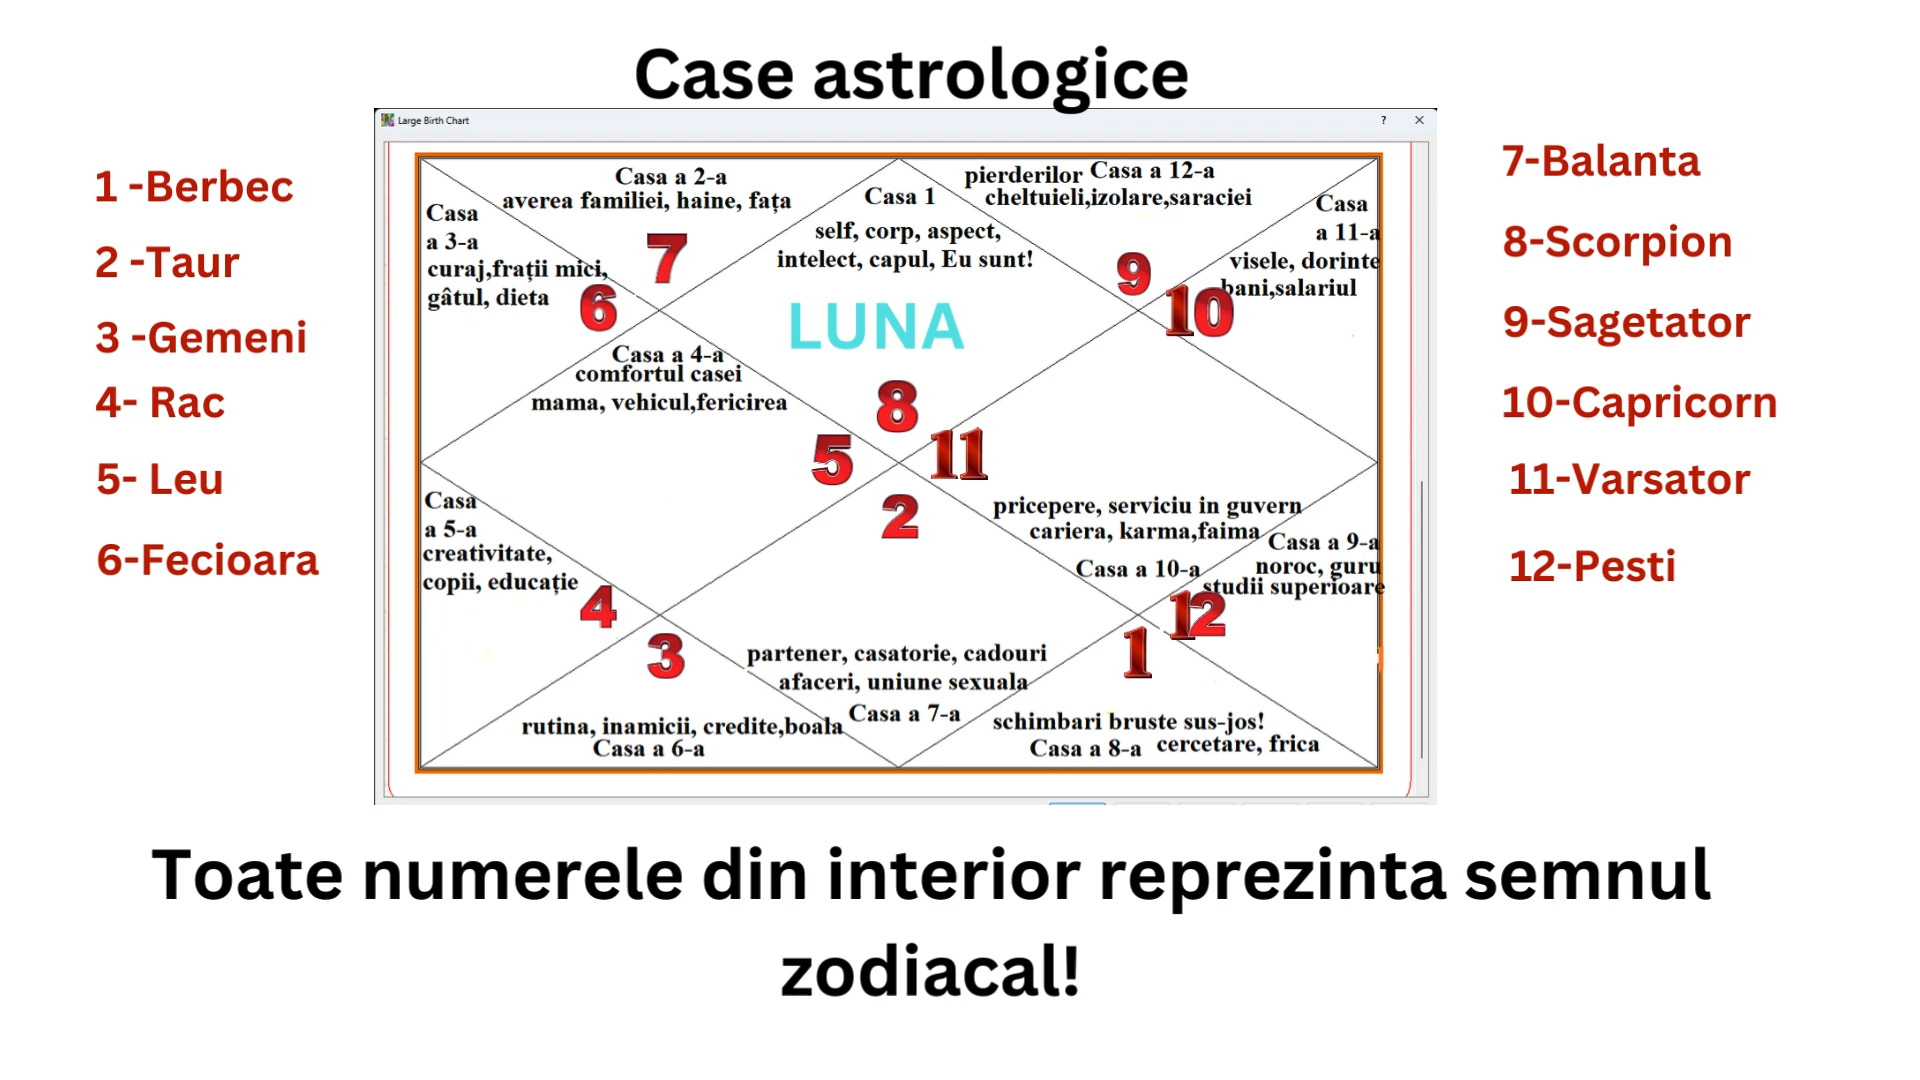 Case astrologice
Large Birth Chart
1 -Berbec
2 -Taur
3 -Gemeni
4- Rac
5- Leu
6-Fecioara
Casa a 2-a
averea familiei, haine, fața
7
Casa 1
self, corp, aspect,
intelect, capul, Eu sunt!
LUNA
8
pierderilor Casa a 12-a
cheltuieli,izolare,saraciei
9
Casa
a 11-a
visele, dorinte
bani,salariul
10
Casa
a 3-a
curaj,frații mici,
gâtul, dieta
6
Casa a 4-a
comfortul casei
mama, vehicul,fericirea
5
11
pricepere, serviciu in guvern
cariera, karma,faima
Casa a 10-a
2
partener, casatorie, cadouri
afaceri, uniune sexuala
Casa a 7-a
Casa
a 5-a
creativitate,
copii, educație
4
3
rutina, inamicii, credite,boala
Casa a 6-a
Casa a 9-a
noroc, guru
studii superioare
12
1
schimbari bruste sus-jos!
Casa a 8-a cercetare, frica
7-Balanta
8-Scorpion
9-Sagetator
10-Capricorn
11-Varsator
12-Pesti
Toate numerele din interior reprezinta semnul
zodiacal!